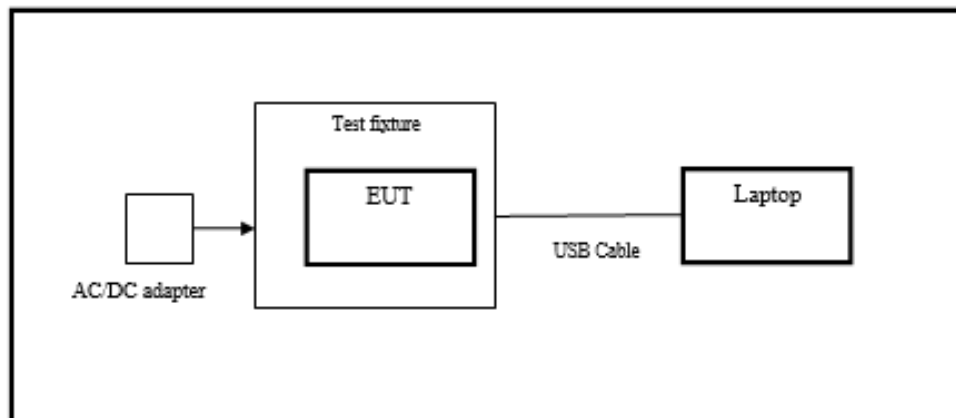 Test fixture
EUT
Laptop
USB Cable
AC/DC adapter